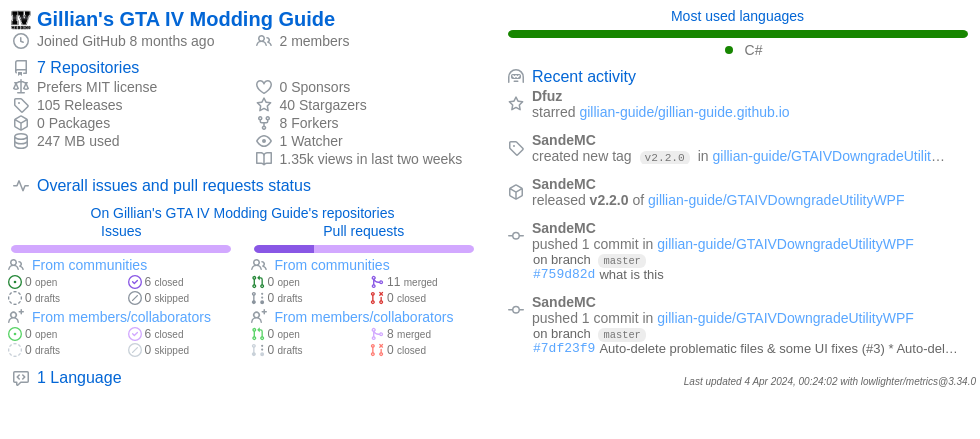 IV
Gillian's GTA IV Modding Guide
Joined GitHub 8 months ago
2 members
7 Repositories
Prefers MIT license
105 Releases
0 Packages
247 MB used
0 Sponsors
40 Stargazers
8 Forkers
1 Watcher
1.35k views in last two weeks
Overall issues and pull requests status
On Gillian's GTA IV Modding Guide's repositories
Issues
From communities
0 open
6 closed
0 drafts
0 skipped
From members/collaborators
0 open
6 closed
0 drafts
0 skipped
Pull requests
From communities
0 open
11 merged
0 drafts
0 closed
From members/collaborators
0 open
8 merged
0 drafts
0 closed
1 Language
Most used languages
C#
Recent activity
Dfuz
starred gillian-guide/gillian-guide.github.io
SandeMC
created new tag v2.2.0 in gillian-guide/GTAIVDowngradeUtilit…
SandeMC
released v2.2.0 of gillian-guide/GTAIVDowngradeUtilityWPF
SandeMC
pushed 1 commit in gillian-guide/GTAIVDowngradeUtilityWPF
on branch master
#759d82d what is this
SandeMC
pushed 1 commit in gillian-guide/GTAIVDowngradeUtilityWPF
on branch master
#7df23f9 Auto-delete problematic files & some UI fixes (#3) * Auto-del…
Last updated 4 Apr 2024, 00:24:02 with lowlighter/metrics@3.34.0